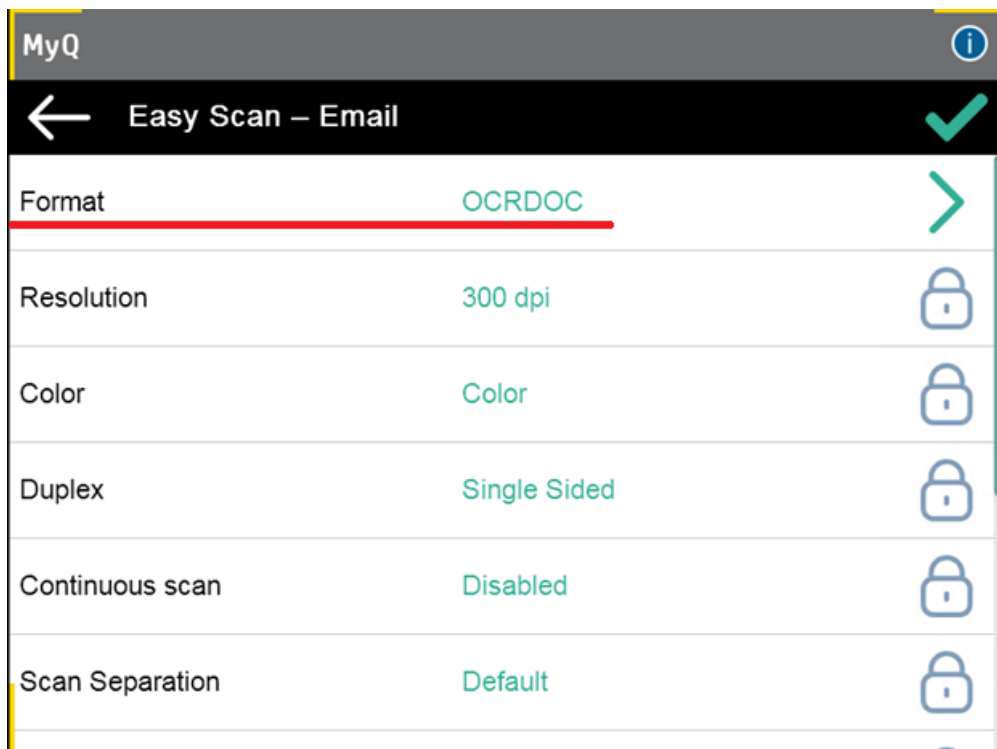 MyQ
Easy Scan – Email
Format OCRDOC
Resolution 300 dpi
Color Color
Duplex Single Sided
Continuous scan Disabled
Scan Separation Default